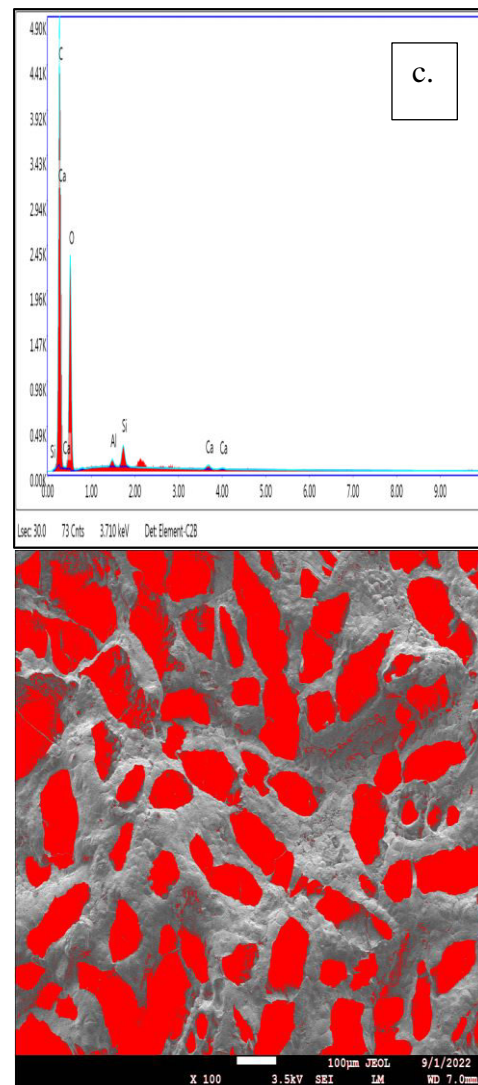 4.90K
C
c.
4.41K
3.92K
3.43K
Ca
2.94K
2.45K
O
1.96K
1.47K
0.98K
0.49K
Al
Si
Ca
Ca
Si
Ca
0.00K
0.00 1.00 2.00 3.00 4.00 5.00 6.00 7.00 8.00 9.00
Lsec: 30.0 73 Cnts 3.710 keV Det: Element-C2B
100µm JEOL 9/1/2022
X 100 3.5kV SEI LM WD 7.0